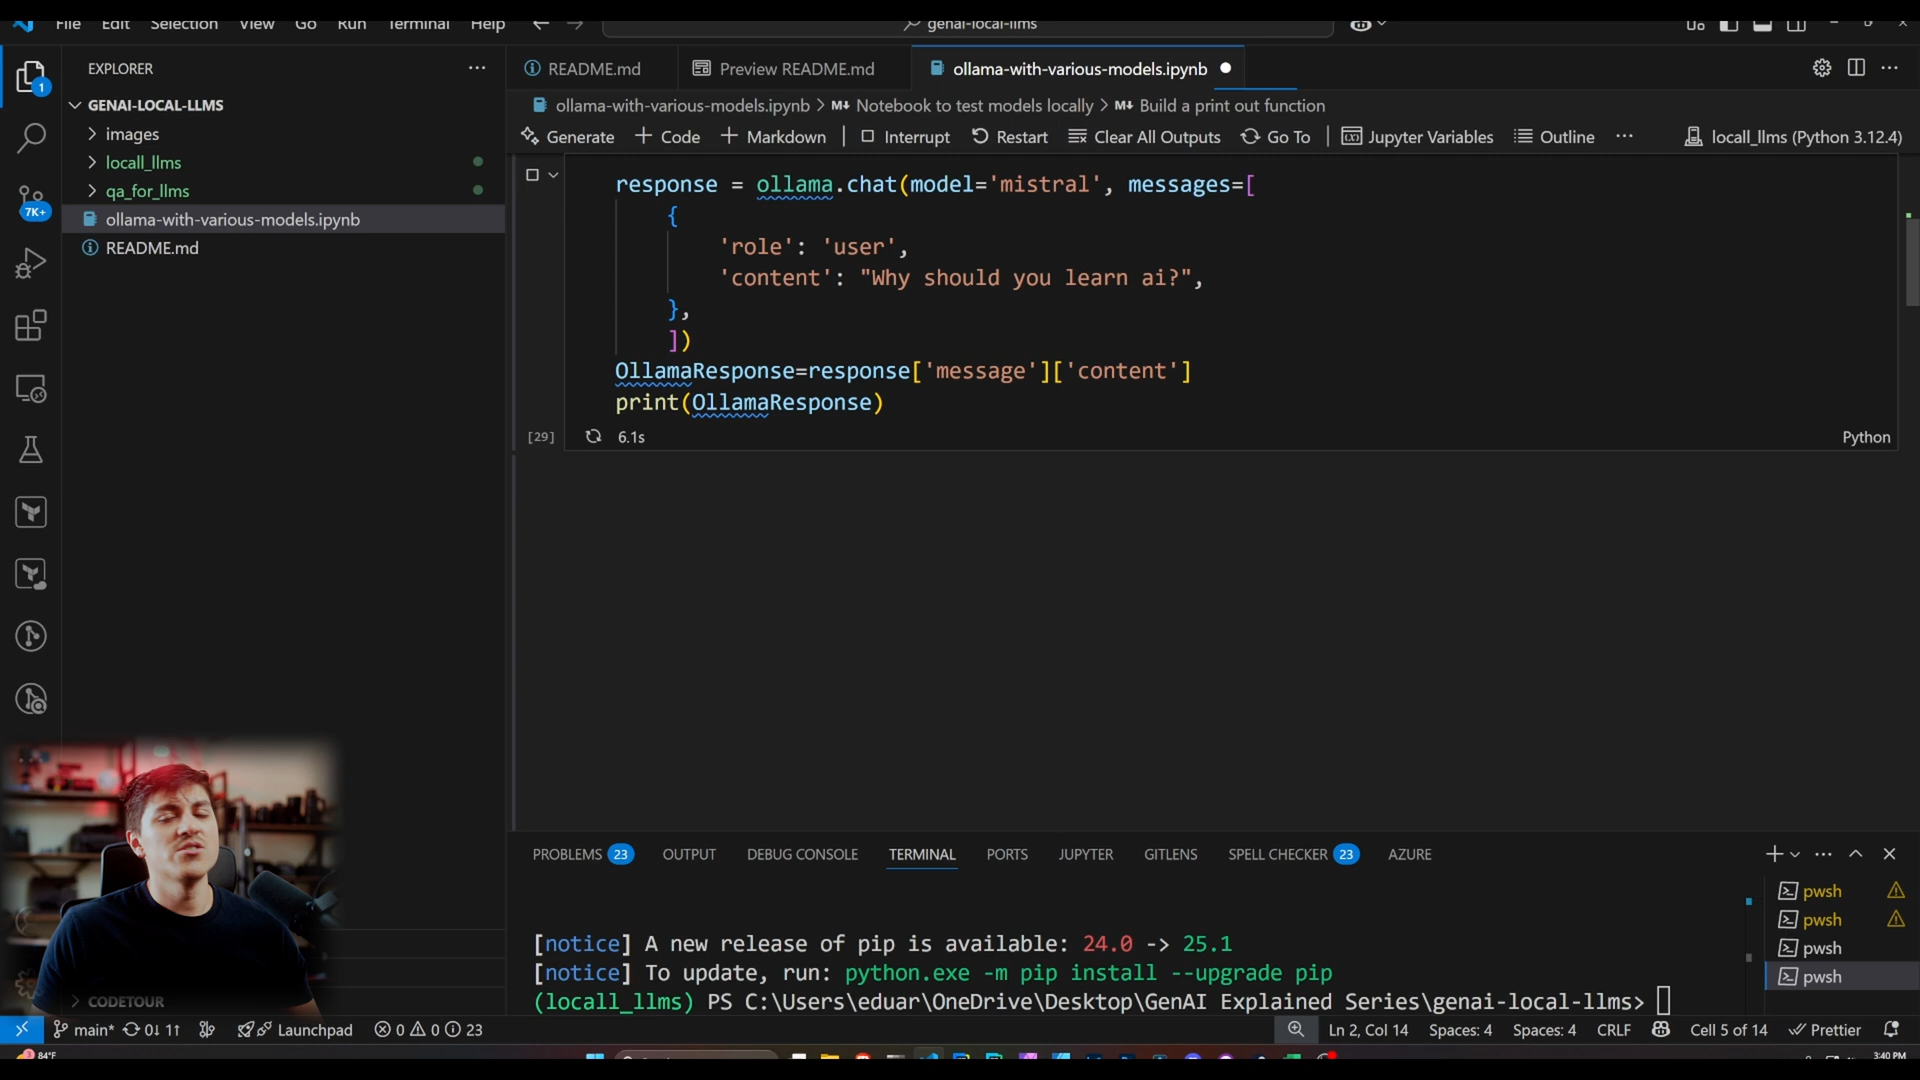 File Edit Selection View Go Run Terminal Help
genai-local-llms
EXPLORER
GENAI-LOCAL-LLMS
images
locall_llms
qa_for_llms
ollama-with-various-models.ipynb
README.md
1
7K+
CODETOUR
README.md
Preview README.md
ollama-with-various-models.ipynb
ollama-with-various-models.ipynb > M↓ Notebook to test models locally > M↓ Build a print out function
Generate + Code + Markdown | Interrupt Restart Clear All Outputs Go To | Jupyter Variables Outline ··· locall_llms (Python 3.12.4)
response = ollama.chat(model='mistral', messages=[
{
'role': 'user',
'content': "Why should you learn ai?",
},
])
OllamaResponse=response['message']['content']
print(OllamaResponse)
[29] 6.1s Python
PROBLEMS 23 OUTPUT DEBUG CONSOLE TERMINAL PORTS JUPYTER GITLENS SPELL CHECKER 23 AZURE
pwsh
pwsh
pwsh
pwsh
[notice] A new release of pip is available: 24.0 -> 25.1
[notice] To update, run: python.exe -m pip install --upgrade pip
(locall_llms) PS C:\Users\eduar\OneDrive\Desktop\GenAI Explained Series\genai-local-llms>
main* 0↓ 1↑ Launchpad 0 0 23 Ln 2, Col 14 Spaces: 4 Spaces: 4 CRLF Cell 5 of 14 Prettier
84°F
3:40 PM